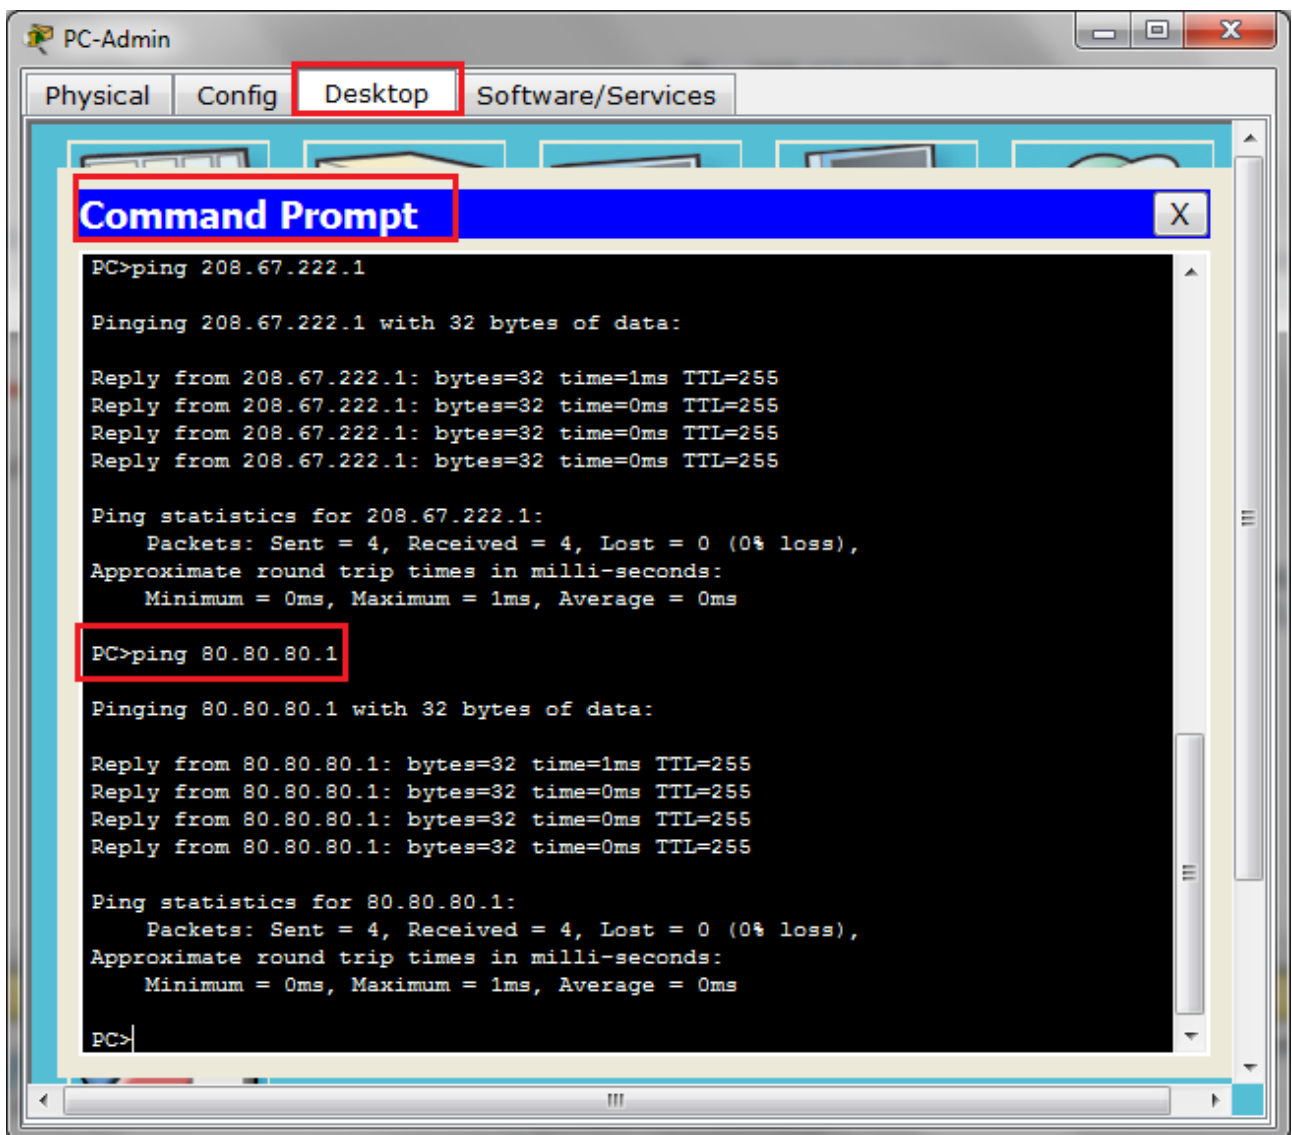 PC-Admin
Physical Config Desktop Software/Services
Command Prompt X
PC>ping 208.67.222.1
Pinging 208.67.222.1 with 32 bytes of data:
Reply from 208.67.222.1: bytes=32 time=1ms TTL=255
Reply from 208.67.222.1: bytes=32 time=0ms TTL=255
Reply from 208.67.222.1: bytes=32 time=0ms TTL=255
Reply from 208.67.222.1: bytes=32 time=0ms TTL=255
Ping statistics for 208.67.222.1:
Packets: Sent = 4, Received = 4, Lost = 0 (0% loss),
Approximate round trip times in milli-seconds:
Minimum = 0ms, Maximum = 1ms, Average = 0ms
PC>ping 80.80.80.1
Pinging 80.80.80.1 with 32 bytes of data:
Reply from 80.80.80.1: bytes=32 time=1ms TTL=255
Reply from 80.80.80.1: bytes=32 time=0ms TTL=255
Reply from 80.80.80.1: bytes=32 time=0ms TTL=255
Reply from 80.80.80.1: bytes=32 time=0ms TTL=255
Ping statistics for 80.80.80.1:
Packets: Sent = 4, Received = 4, Lost = 0 (0% loss),
Approximate round trip times in milli-seconds:
Minimum = 0ms, Maximum = 1ms, Average = 0ms
PC>